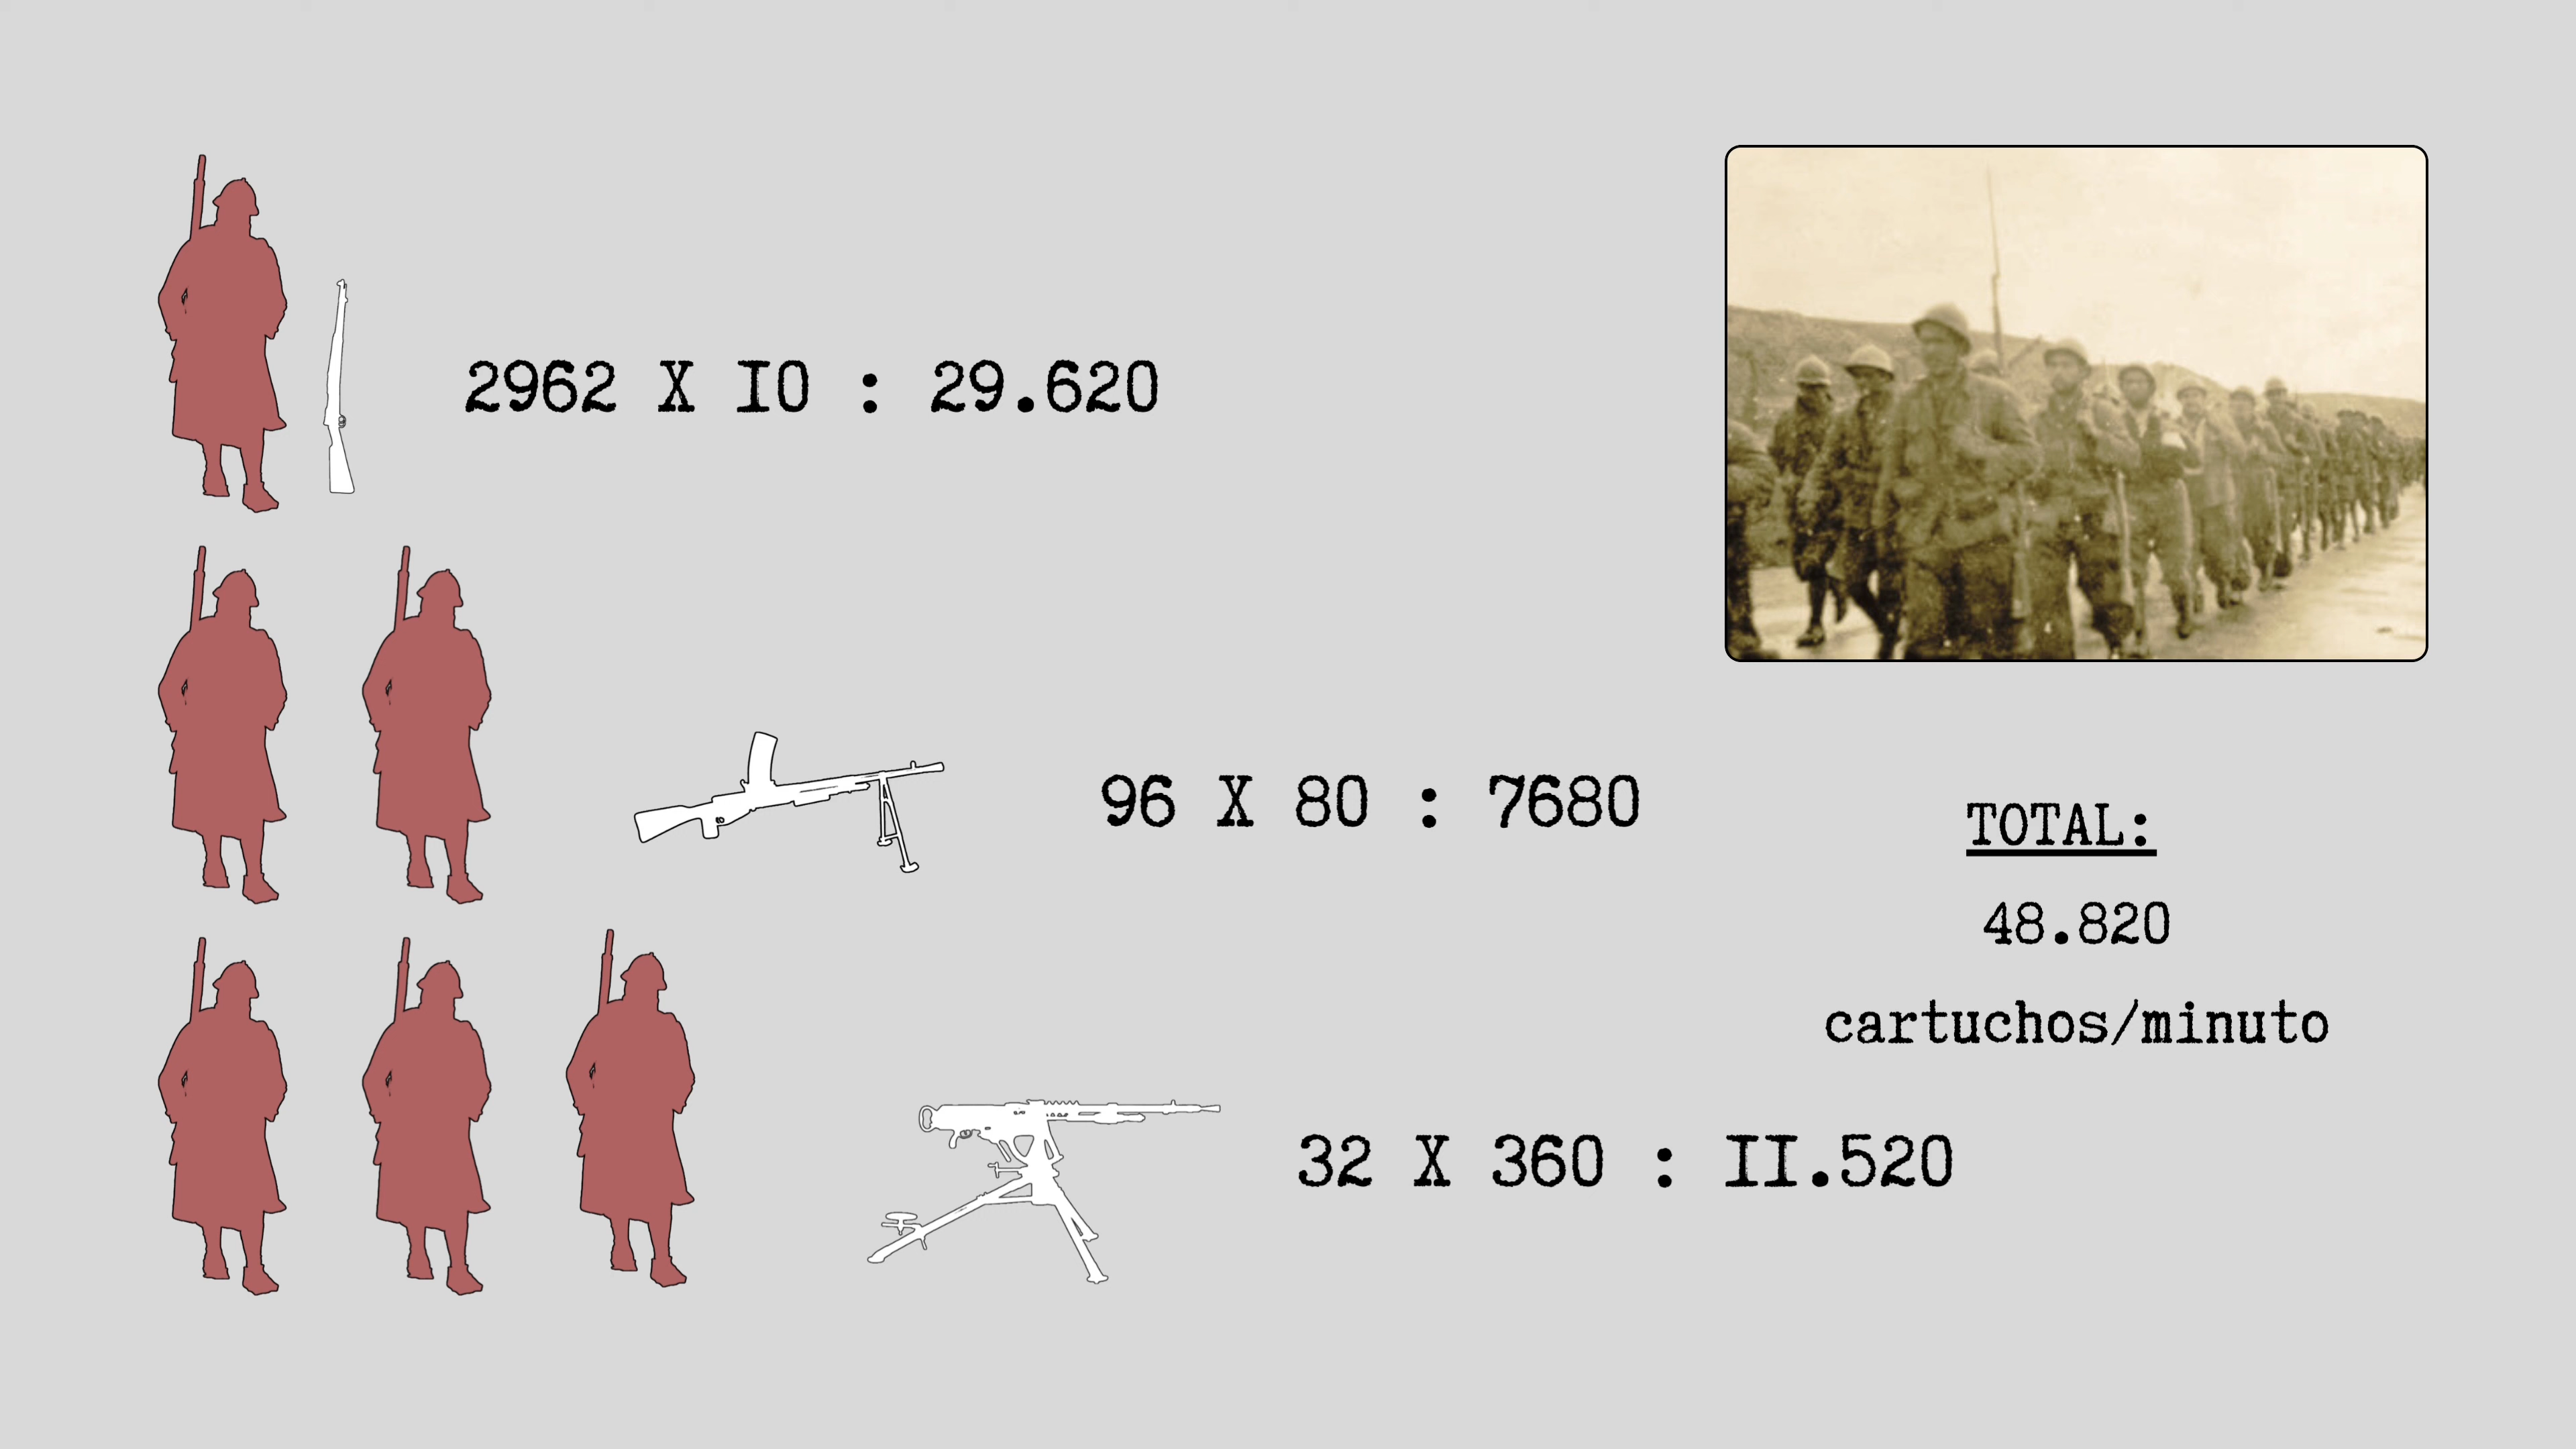 2962 X I0 : 29.620
96 X 80 : 7680
TOTAL:
48.820
cartuchos/minuto
32 X 360 : II.520